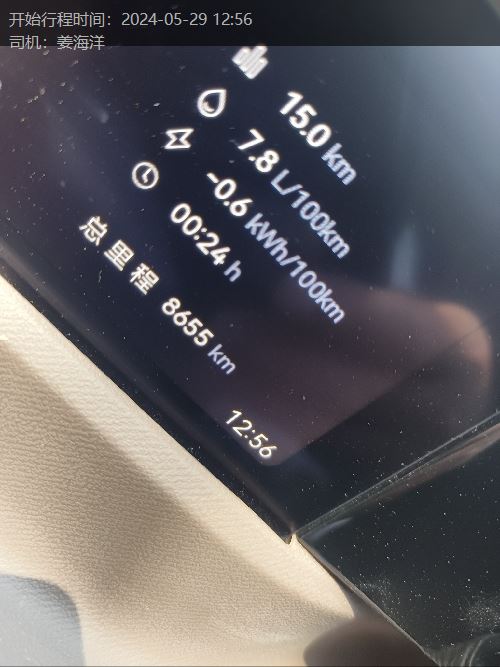 开始行程时间：2024-05-29 12:56
司机：姜海洋
15.0 km
7.8 L/100km
-0.6 kWh/100km
00:24 h
总里程 8655 km
12:56